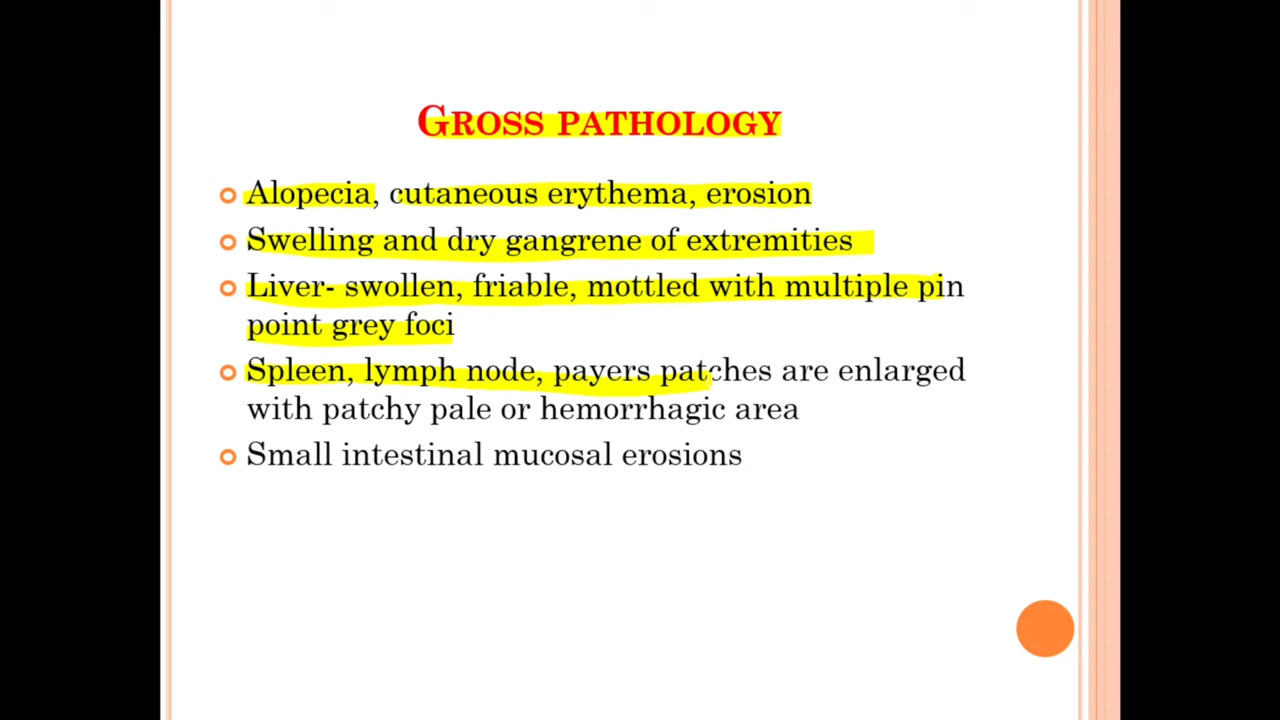 GROSS PATHOLOGY
Alopecia, cutaneous erythema, erosion
Swelling and dry gangrene of extremities
Liver- swollen, friable, mottled with multiple pin
point grey foci
Spleen, lymph node, payers patches are enlarged
with patchy pale or hemorrhagic area
Small intestinal mucosal erosions